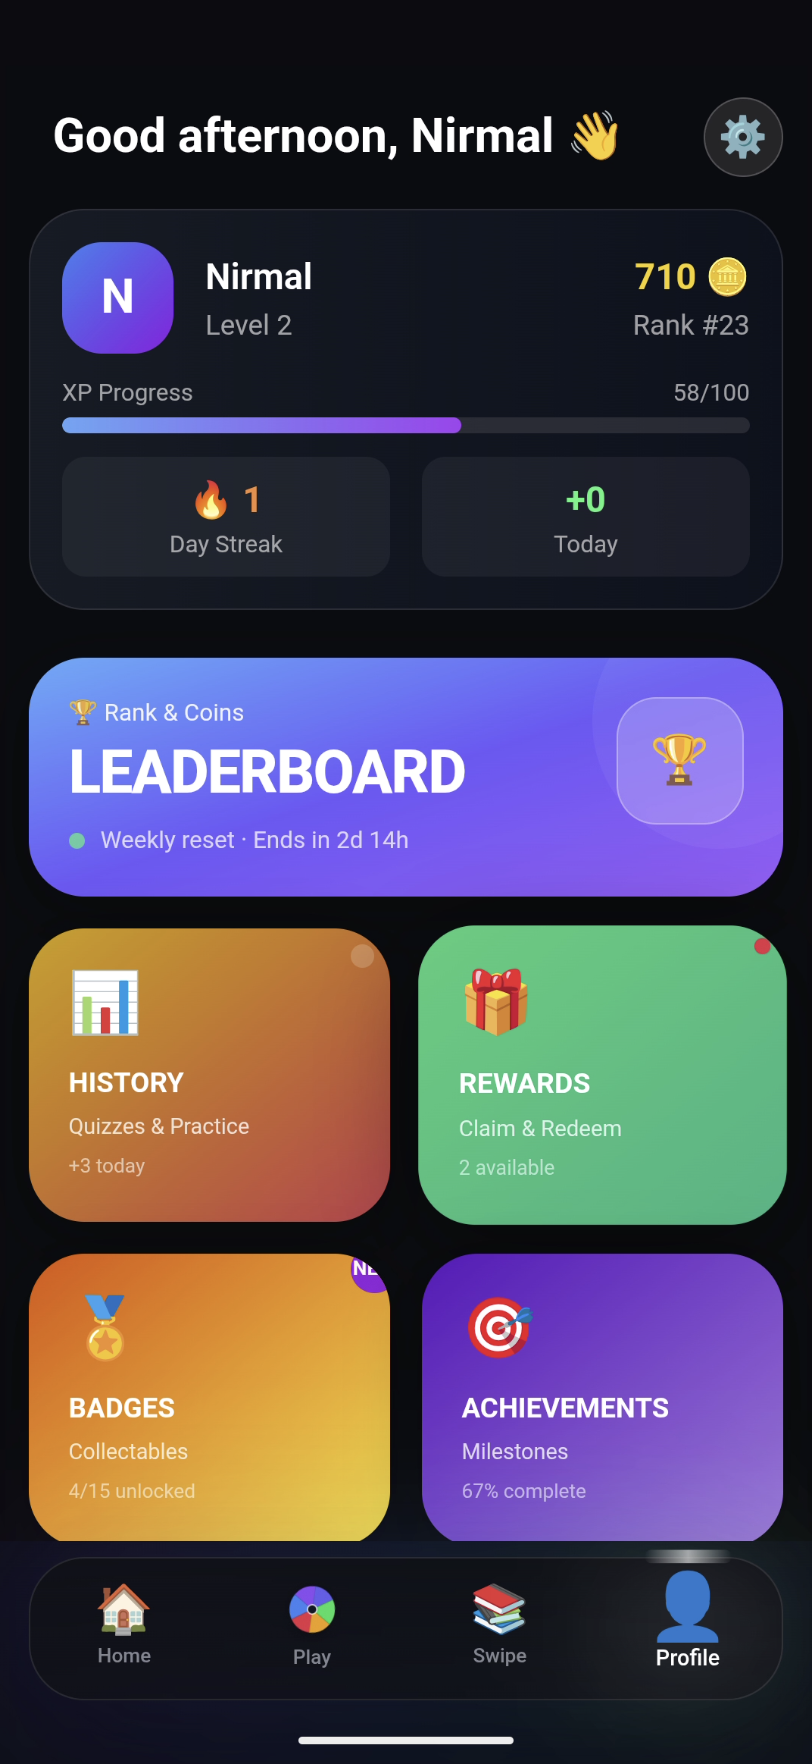 Good afternoon, Nirmal 👋
N
Nirmal
710
Level 2
Rank #23
XP Progress
58/100
🔥 1
+0
Day Streak
Today
🏆 Rank & Coins
LEADERBOARD
Weekly reset · Ends in 2d 14h
HISTORY
Quizzes & Practice
+3 today
REWARDS
Claim & Redeem
2 available
BADGES
Collectables
4/15 unlocked
ACHIEVEMENTS
Milestones
67% complete
Home
Play
Swipe
Profile